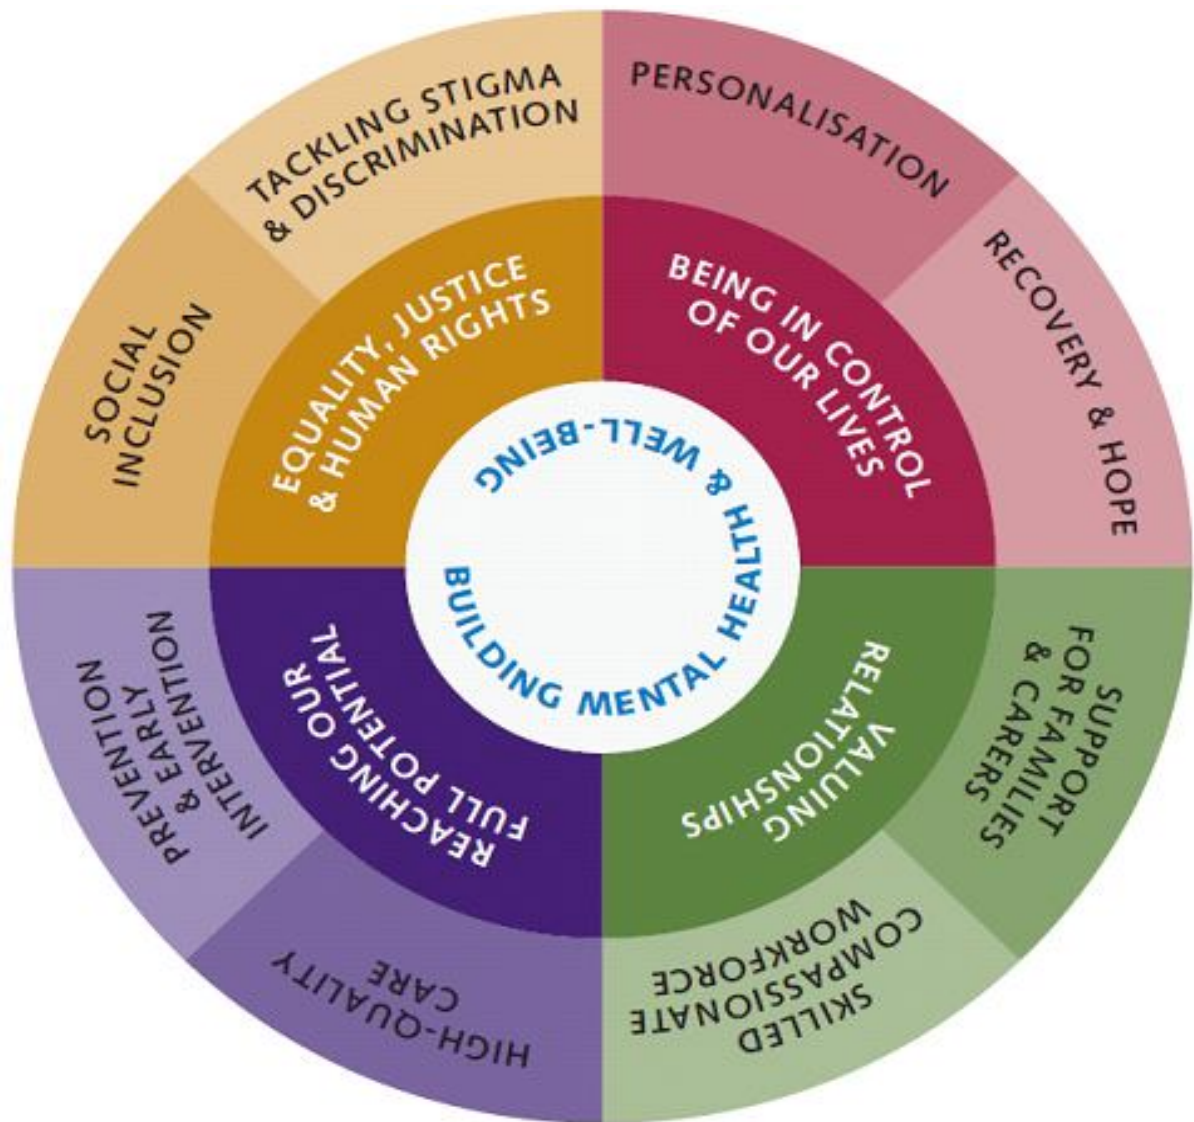 TACKLING STIGMA
& DISCRIMINATION
PERSONALISATION
RECOVERY & HOPE
SUPPORT
FOR FAMILIES
& CARERS
SKILLED
COMPASSIONATE
WORKFORCE
HIGH-QUALITY
CARE
PREVENTION
& EARLY
INTERVENTION
SOCIAL
INCLUSION
EQUALITY, JUSTICE
& HUMAN RIGHTS
BEING IN CONTROL
OF OUR LIVES
VALUING
RELATIONSHIPS
REACHING OUR
FULL POTENTIAL
BUILDING MENTAL HEALTH & WELL-BEING